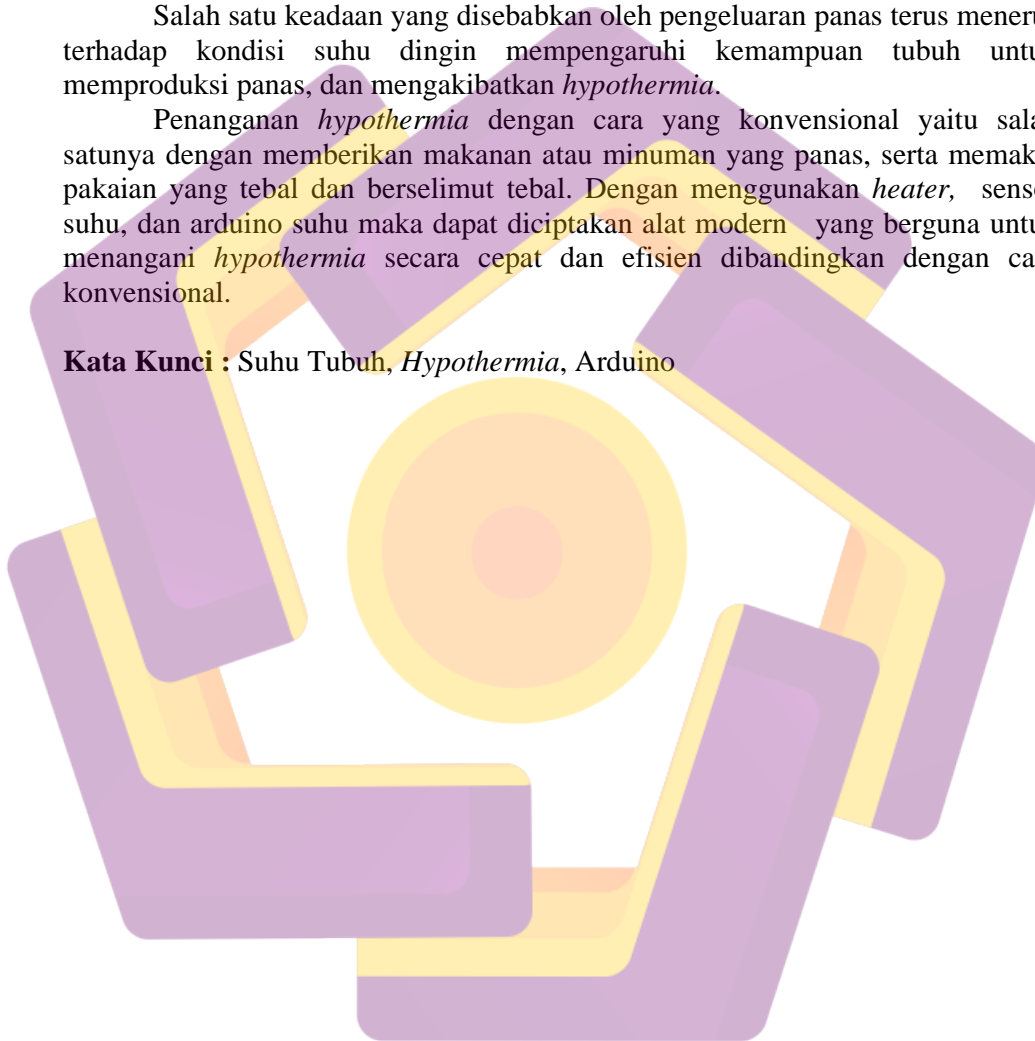 Salah satu keadaan yang disebabkan oleh pengeluaran panas terus meneru
terhadap kondisi suhu dingin mempengaruhi kemampuan tubuh untu
memproduksi panas, dan mengakibatkan hypothermia.
Penanganan hypothermia dengan cara yang konvensional yaitu sala
satunya dengan memberikan makanan atau minuman yang panas, serta memak
pakaian yang tebal dan berselimut tebal. Dengan menggunakan heater, sens
suhu, dan arduino suhu maka dapat diciptakan alat modern yang berguna untu
menangani hypothermia secara cepat dan efisien dibandingkan dengan ca
konvensional.
Kata Kunci : Suhu Tubuh, Hypothermia, Arduino